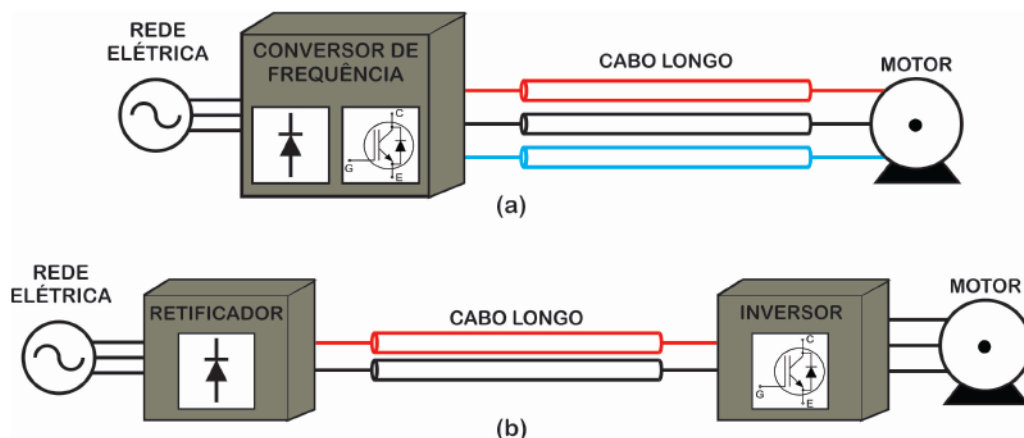 REDE
ELÉTRICA
CONVERSOR DE
FREQUÊNCIA
C
G
E
CABO LONGO
MOTOR
(a)
REDE
ELÉTRICA
RETIFICADOR
CABO LONGO
INVERSOR
C
G
E
MOTOR
(b)